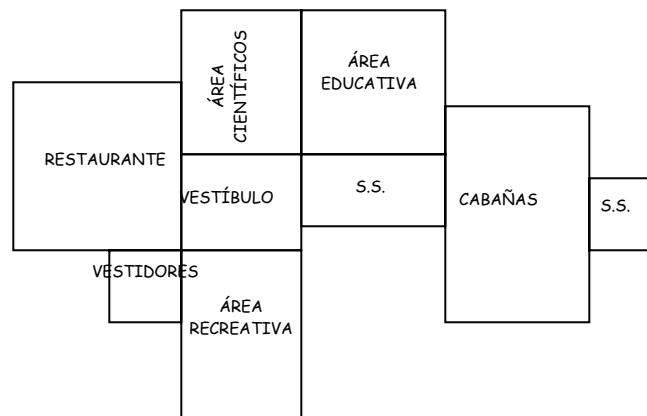 ÁREA
CIENTÍFICOS
ÁREA
EDUCATIVA
RESTAURANTE
VESTÍBULO
S.S.
CABAÑAS
S.S.
VESTIDORES
ÁREA
RECREATIVA